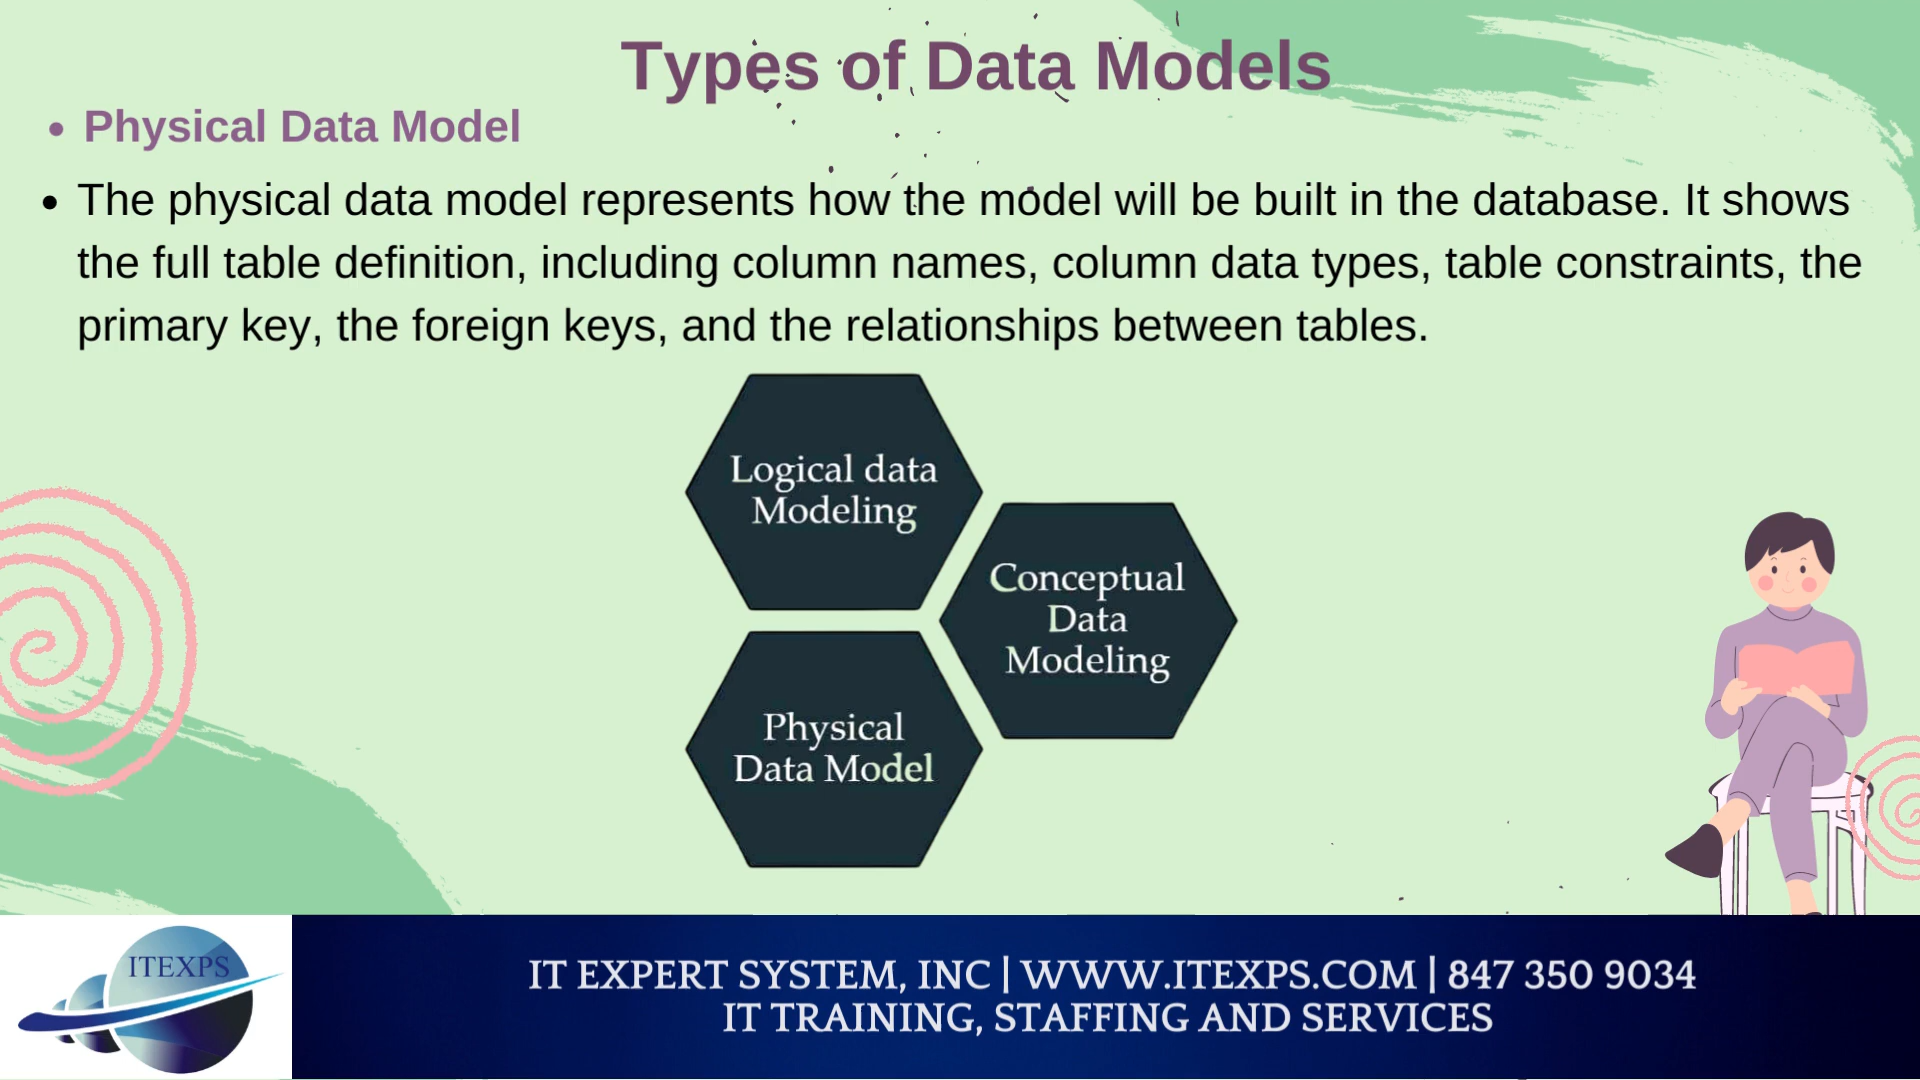 Types of Data Models
• Physical Data Model
• The physical data model represents how the model will be built in the database. It shows
the full table definition, including column names, column data types, table constraints, the
primary key, the foreign keys, and the relationships between tables.
Logical data
Modeling
Conceptual
Data
Modeling
Physical
Data Model
ITEXPS
IT EXPERT SYSTEM, INC | WWW.ITEXPS.COM | 847 350 9034
IT TRAINING, STAFFING AND SERVICES